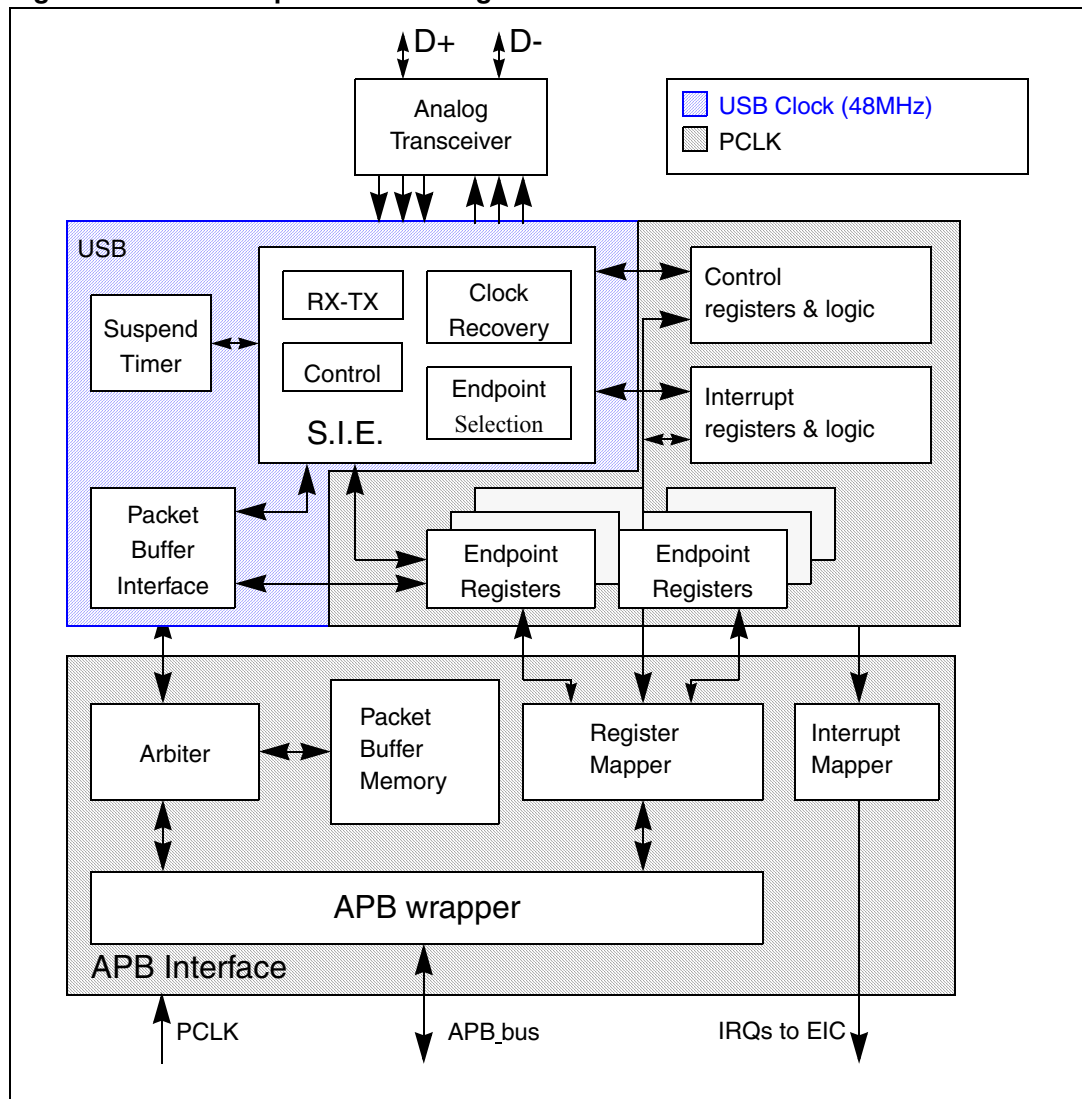 D+ D-
Analog
Transceiver
USB Clock (48MHz)
PCLK
USB
RX-TX
Clock
Recovery
Control
registers & logic
Suspend
Timer
Control
Endpoint
Selection
Interrupt
registers & logic
S.I.E.
Packet
Buffer
Interface
Endpoint
Registers
Endpoint
Registers
Arbiter
Packet
Buffer
Memory
Register
Mapper
Interrupt
Mapper
APB wrapper
APB Interface
PCLK
APB_bus
IRQs to EIC